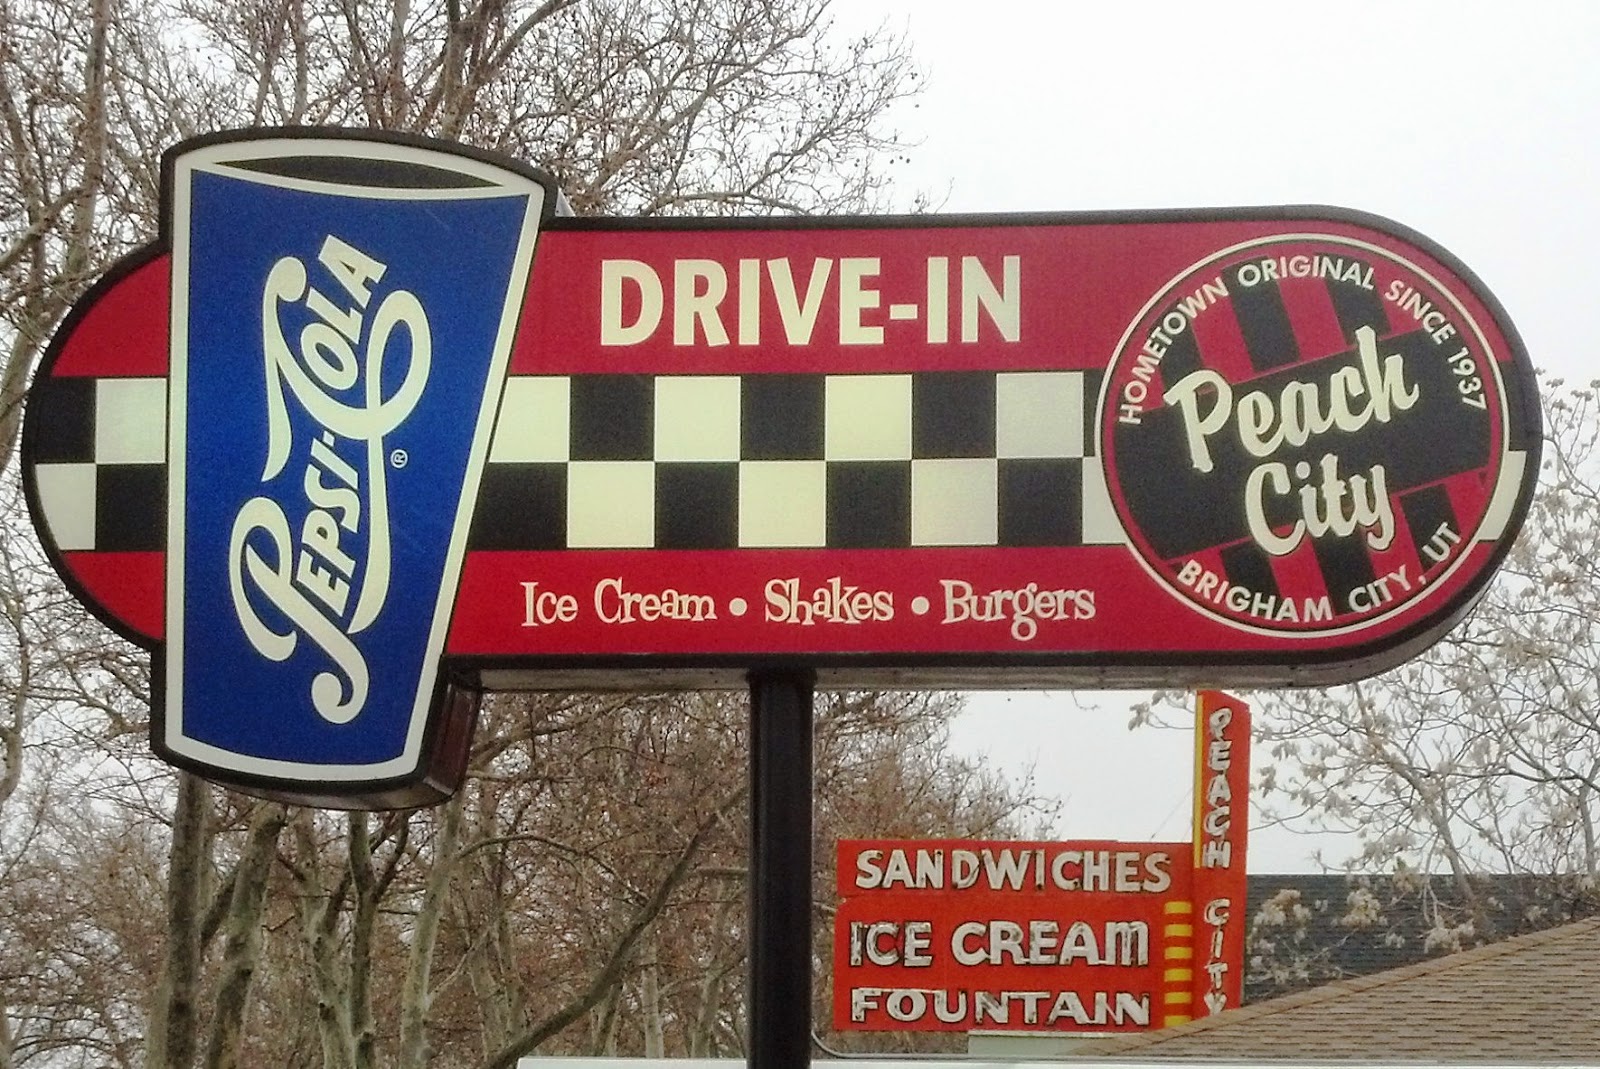 PEPSI-COLA ®
DRIVE-IN
Ice Cream • Shakes • Burgers
HOMETOWN ORIGINAL SINCE 1937
Peach
City
BRIGHAM CITY, UT
PEACH CITY
SANDWICHES
ICE CREAM
FOUNTAIN